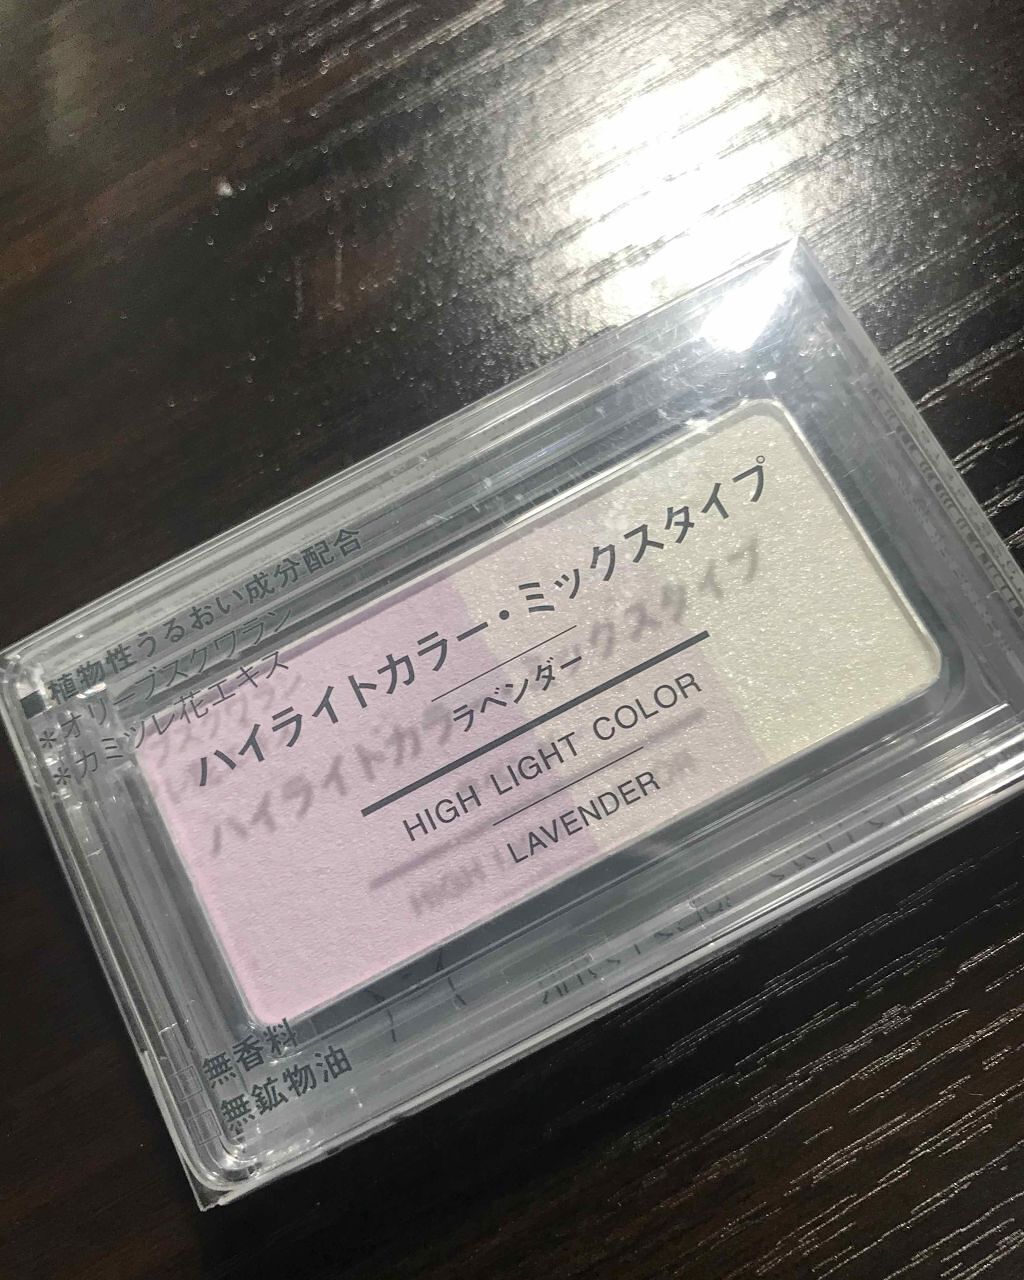 ■植物性うるおい成分配合
＊オリーブスクワラン
＊カミツレ花エキス
ハイライトカラー・ミックスタイプ
ラベンダー
HIGH LIGHT COLOR
LAVENDER
無香料
無鉱物油